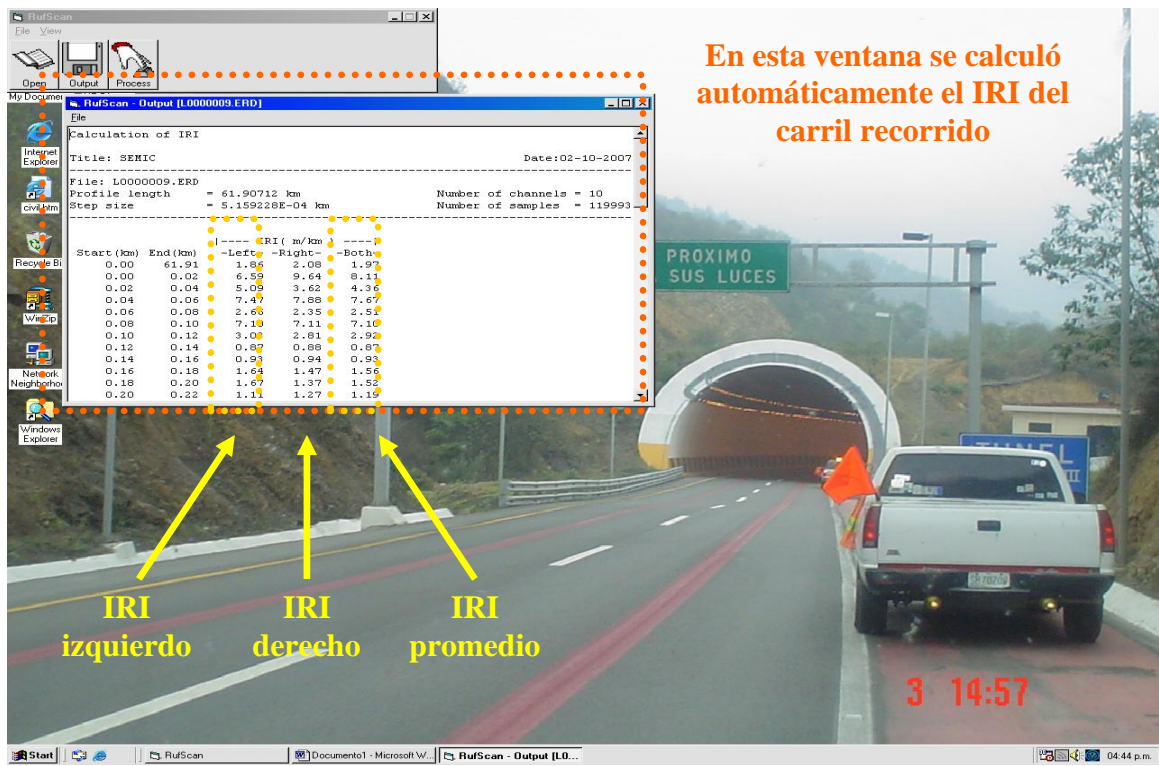 RufScan
File View
Open Output Process
En esta ventana se calculó
automáticamente el IRI del
carril recorrido
RufScan - Output [L0000009.ERD]
File
Calculation of IRI
Title: SEMIC Date:02-10-2007
File: L0000009.ERD
Profile length = 61.90712 km Number of channels = 10
Step size = 5.159228E-04 km Number of samples = 119993
|---- IRI( m/km ) ----|
Start(km) End(km) -Left- -Right- -Both-
0.00 61.91 1.86 2.08 1.97
0.00 0.02 6.59 9.64 8.11
0.02 0.04 5.09 3.62 4.36
0.04 0.06 7.47 7.88 7.67
0.06 0.08 2.66 2.35 2.51
0.08 0.10 7.10 7.11 7.10
0.10 0.12 3.02 2.81 2.92
0.12 0.14 0.87 0.88 0.87
0.14 0.16 0.93 0.94 0.93
0.16 0.18 1.64 1.47 1.56
0.18 0.20 1.67 1.37 1.52
0.20 0.22 1.11 1.27 1.19
Internet
Explorer
civil.htm
WinZip
Network
Windows
Explorer
PROXIMO
SUS LUCES
TUNEL
IRI
izquierdo
IRI
derecho
IRI
promedio
3 14:57
Start RufScan Documento1 - Microsoft W... RufScan - Output [L0... 04:44 p.m.